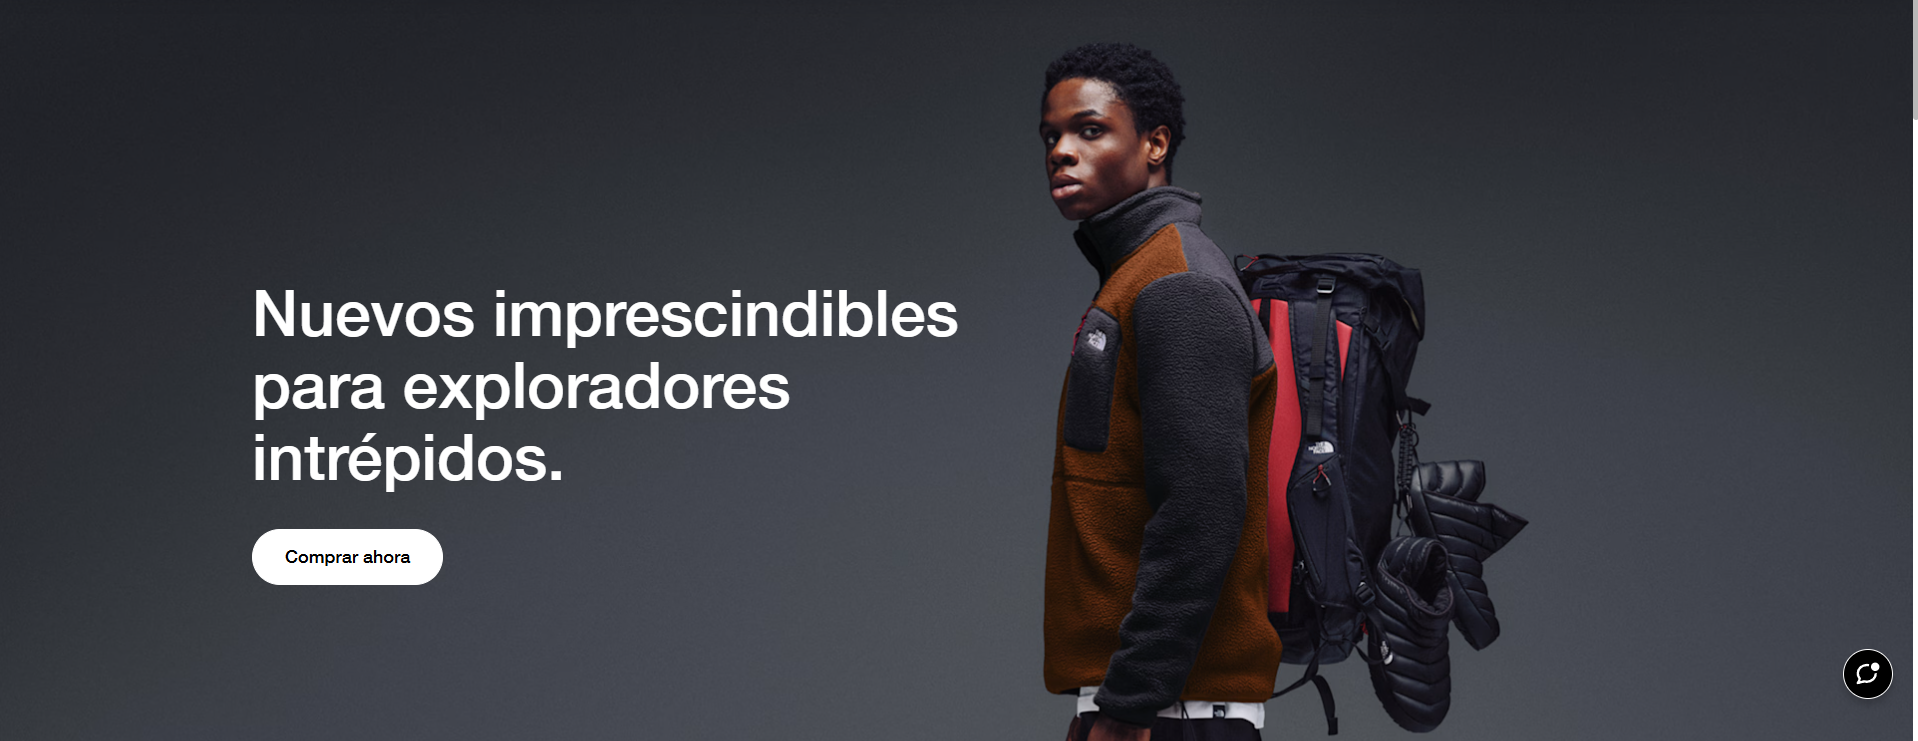 Nuevos imprescindibles
para exploradores
intrépidos.
Comprar ahora